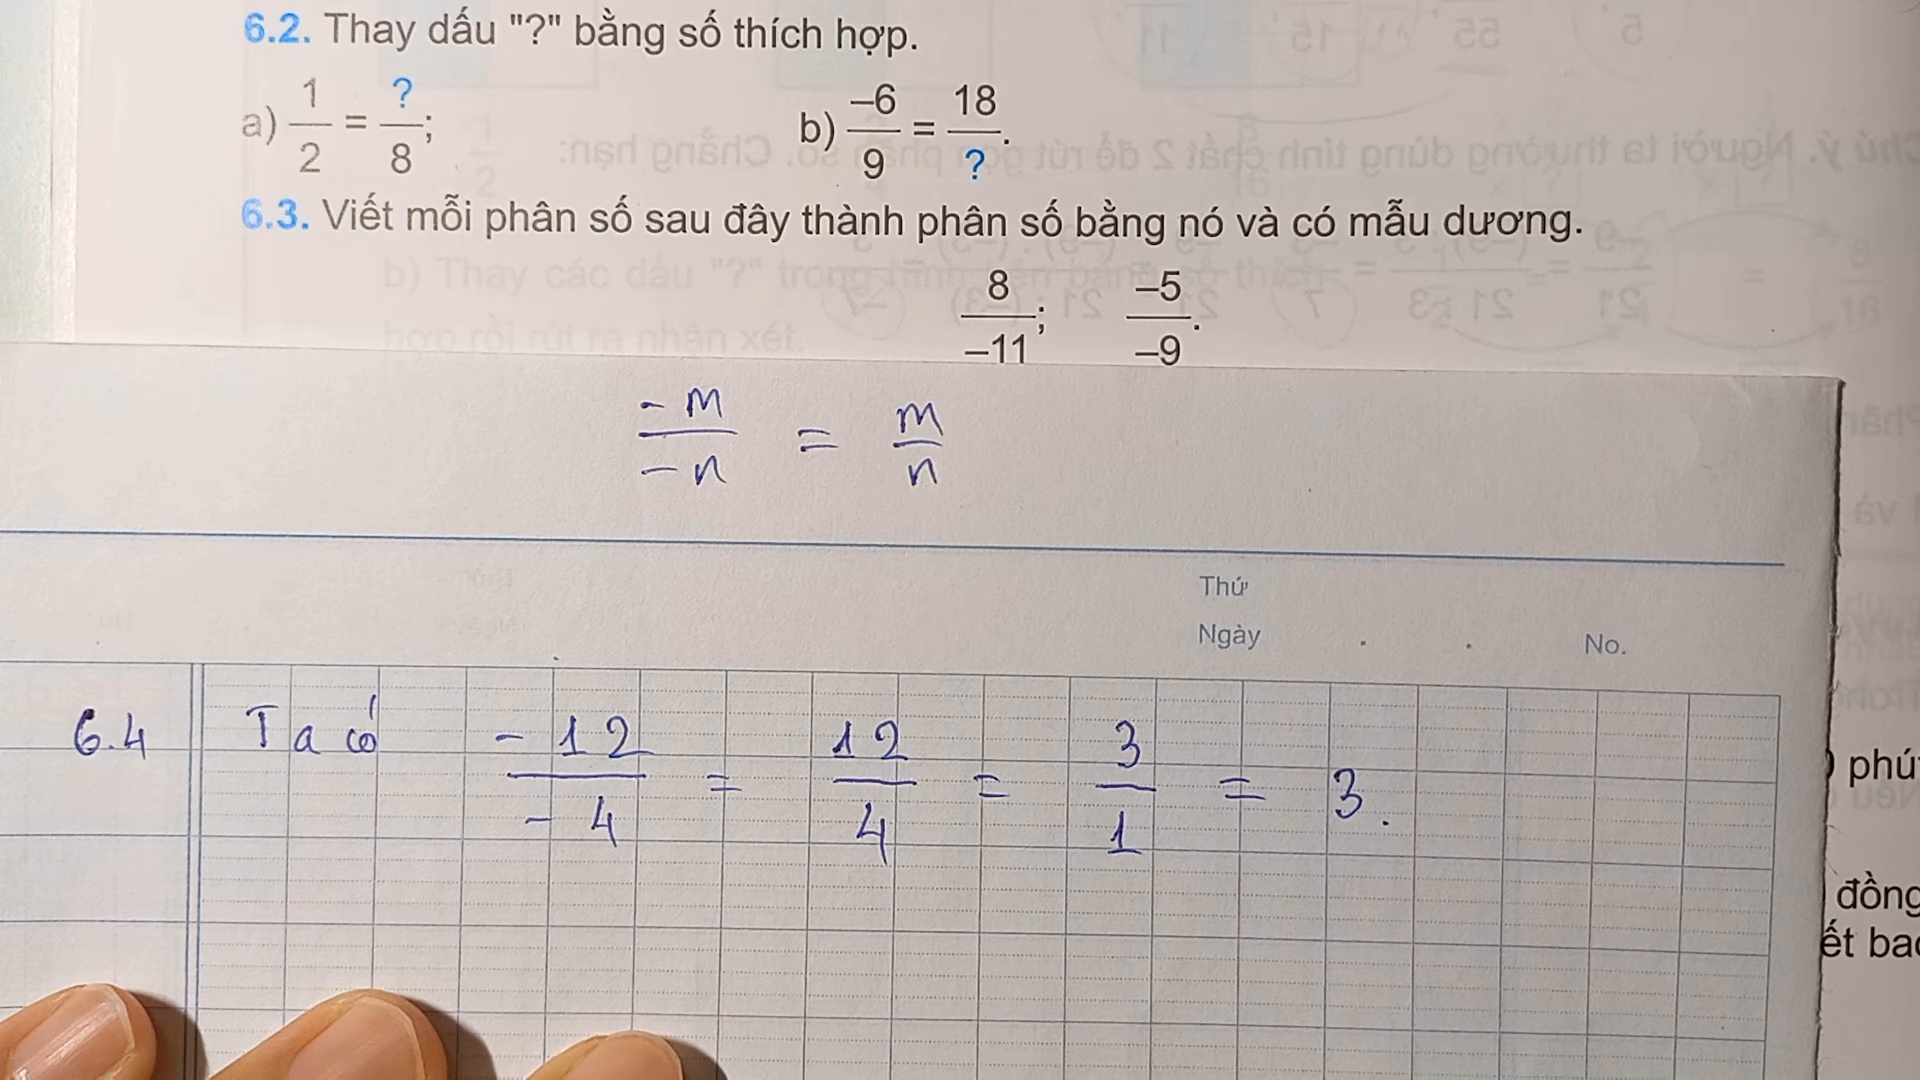 6.2. Thay dấu "?" bằng số thích hợp.
a) 1/2 = ?/8; b) –6/9 = 18/?.
6.3. Viết mỗi phân số sau đây thành phân số bằng nó và có mẫu dương.
8/–11; –5/–9.
-m/-n = m/n
Thứ
Ngày . . No.
6.4 Ta có -12/-4 = 12/4 = 3/1 = 3.
phú
đồng
ết bao